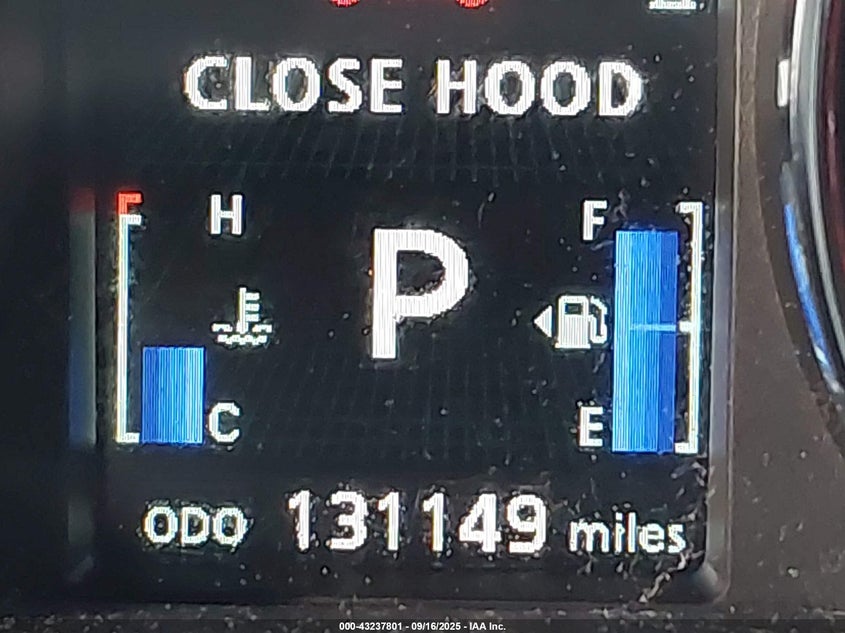 CLOSE HOOD
H
F
P
C
E
ODO 131149 miles
000-43237801 - 09/16/2025 - IAA Inc.